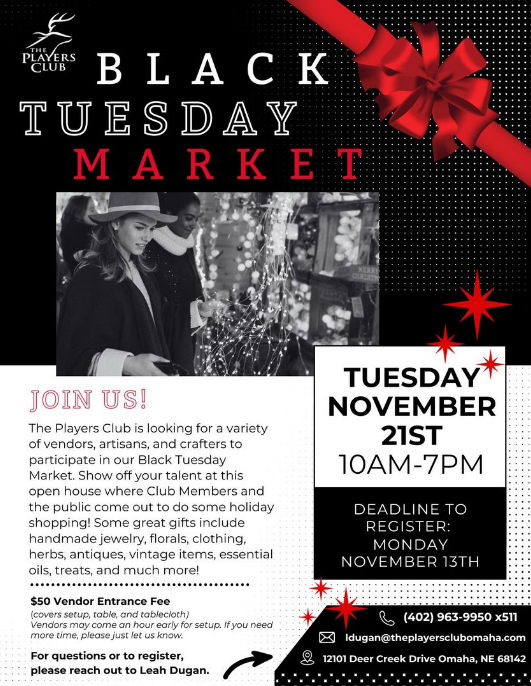 THE
PLAYERS
CLUB
BLACK
TUESDAY
MARKET
MERRY
CHRISTMAS
TUESDAY
NOVEMBER
21ST
10AM-7PM
DEADLINE TO
REGISTER:
MONDAY
NOVEMBER 13TH
JOIN US!
The Players Club is looking for a variety
of vendors, artisans, and crafters to
participate in our Black Tuesday
Market. Show off your talent at this
open house where Club Members and
the public come out to do some holiday
shopping! Some great gifts include
handmade jewelry, florals, clothing,
herbs, antiques, vintage items, essential
oils, treats, and much more!
$50 Vendor Entrance Fee
(covers setup, table, and tablecloth)
Vendors may come an hour early for setup. If you need
more time, please just let us know.
For questions or to register,
please reach out to Leah Dugan.
(402) 963-9950 x511
ldugan@theplayersclubomaha.com
12101 Deer Creek Drive Omaha, NE 68142